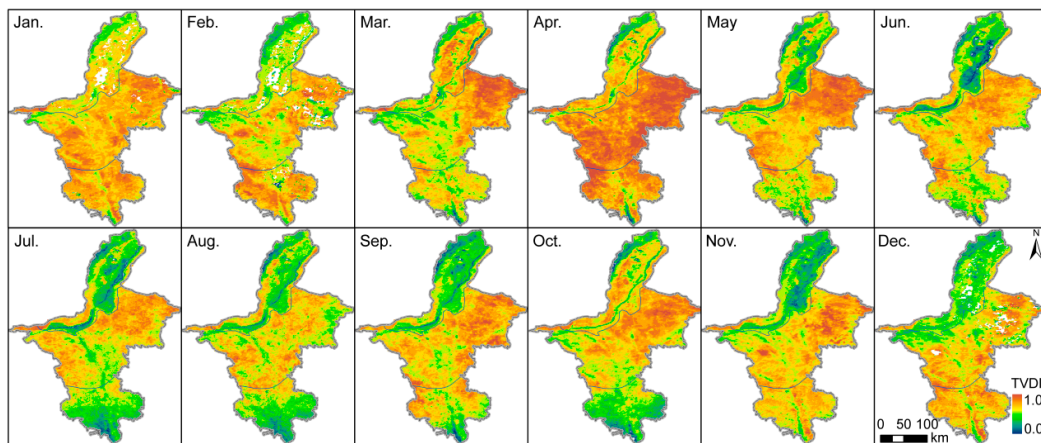 Jan.
Feb.
Mar.
Apr.
May
Jun.
Jul.
Aug.
Sep.
Oct.
Nov.
Dec.
N
TVDI
1.0
0.0
0 50 100
km